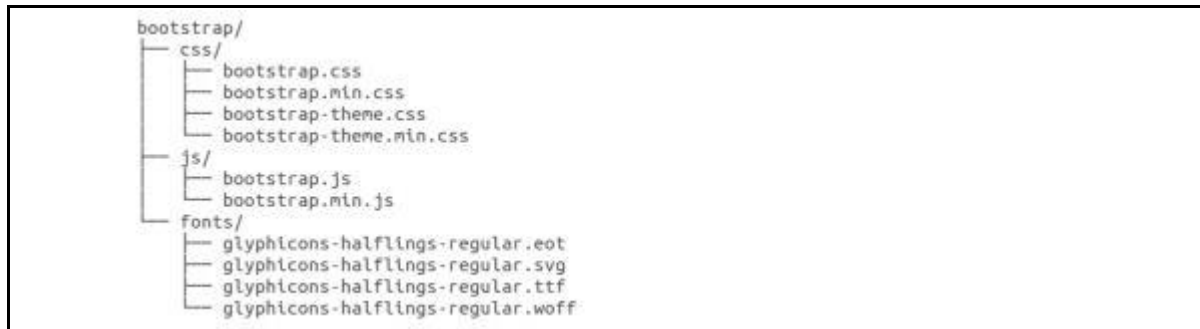 bootstrap/
├── css/
│   ├── bootstrap.css
│   ├── bootstrap.min.css
│   ├── bootstrap-theme.css
│   └── bootstrap-theme.min.css
├── js/
│   ├── bootstrap.js
│   └── bootstrap.min.js
└── fonts/
    ├── glyphicons-halflings-regular.eot
    ├── glyphicons-halflings-regular.svg
    ├── glyphicons-halflings-regular.ttf
    └── glyphicons-halflings-regular.woff